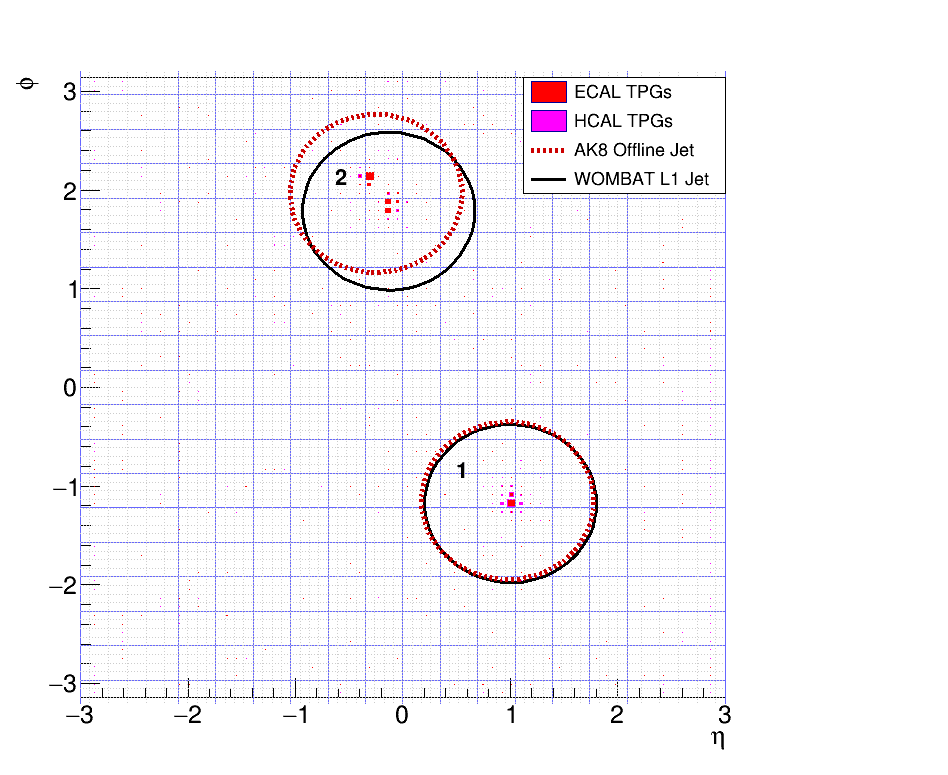 φ
3
2
1
0
−1
−2
−3
ECAL TPGs
HCAL TPGs
AK8 Offline Jet
WOMBAT L1 Jet
2
1
−3 −2 −1 0 1 2 3
η